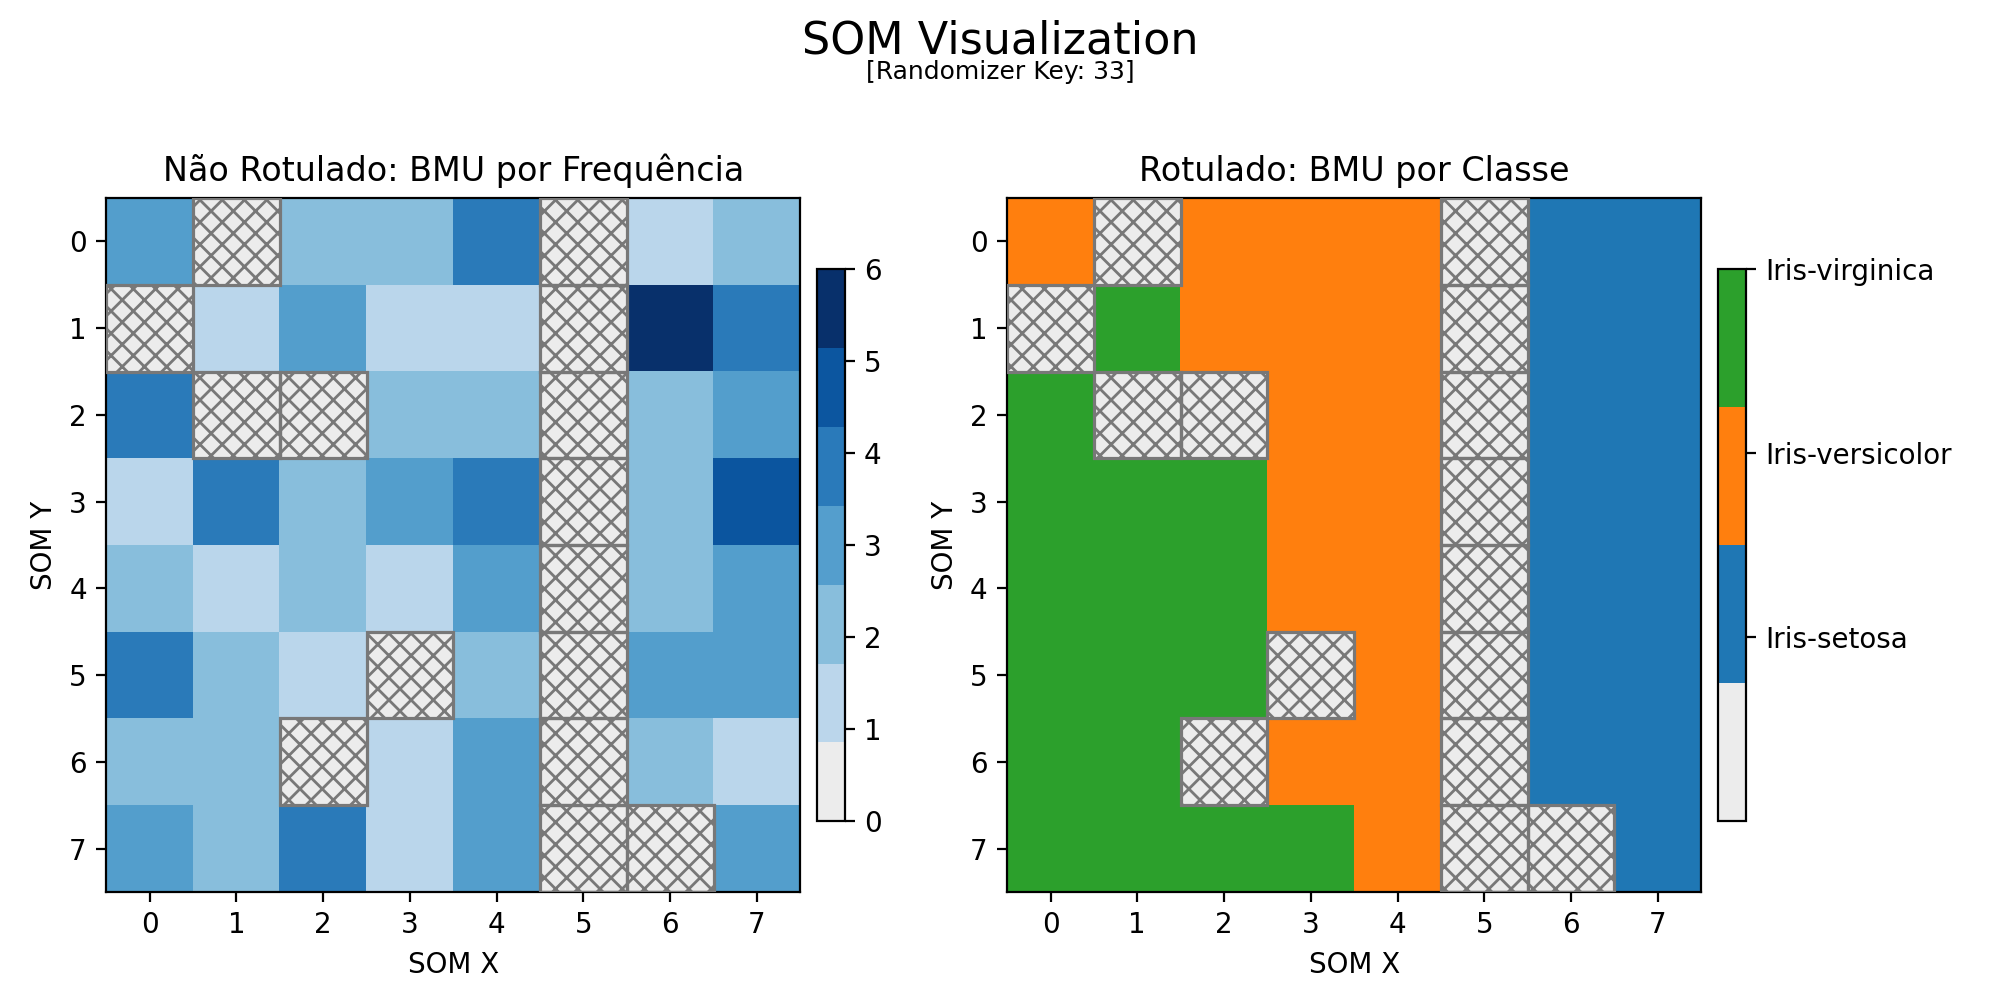 SOM Visualization
[Randomizer Key: 33]
Não Rotulado: BMU por Frequência
0
1
2
3
4
5
6
7
SOM Y
0 1 2 3 4 5 6 7
SOM X
6
5
4
3
2
1
0
Rotulado: BMU por Classe
0
1
2
3
4
5
6
7
SOM Y
0 1 2 3 4 5 6 7
SOM X
Iris-virginica
Iris-versicolor
Iris-setosa